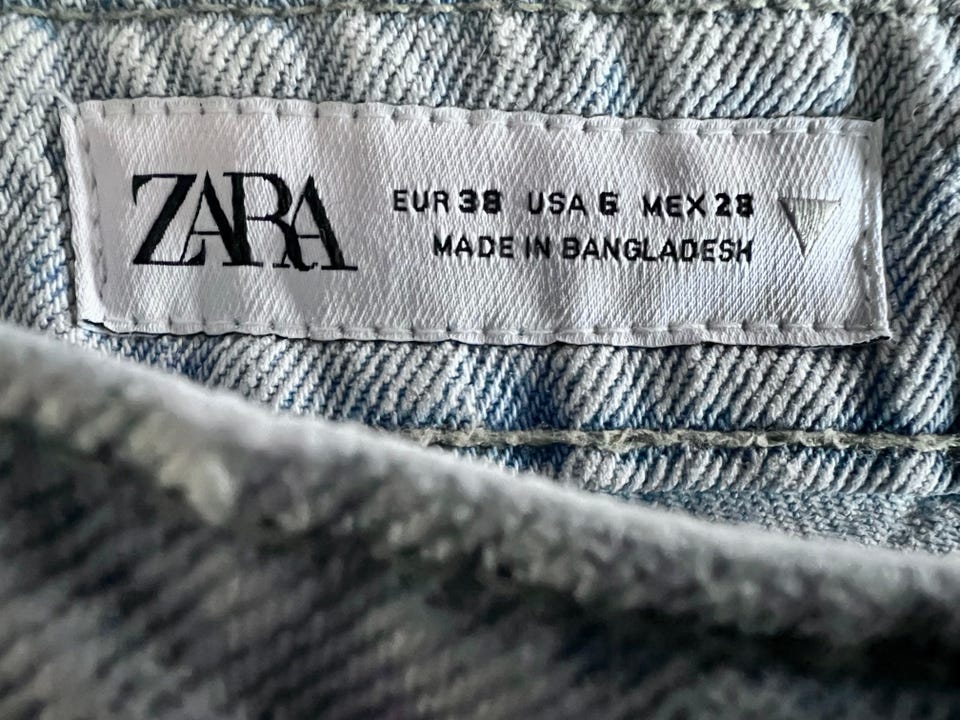 ZARA
EUR 38 USA 6 MEX 28
MADE IN BANGLADESH